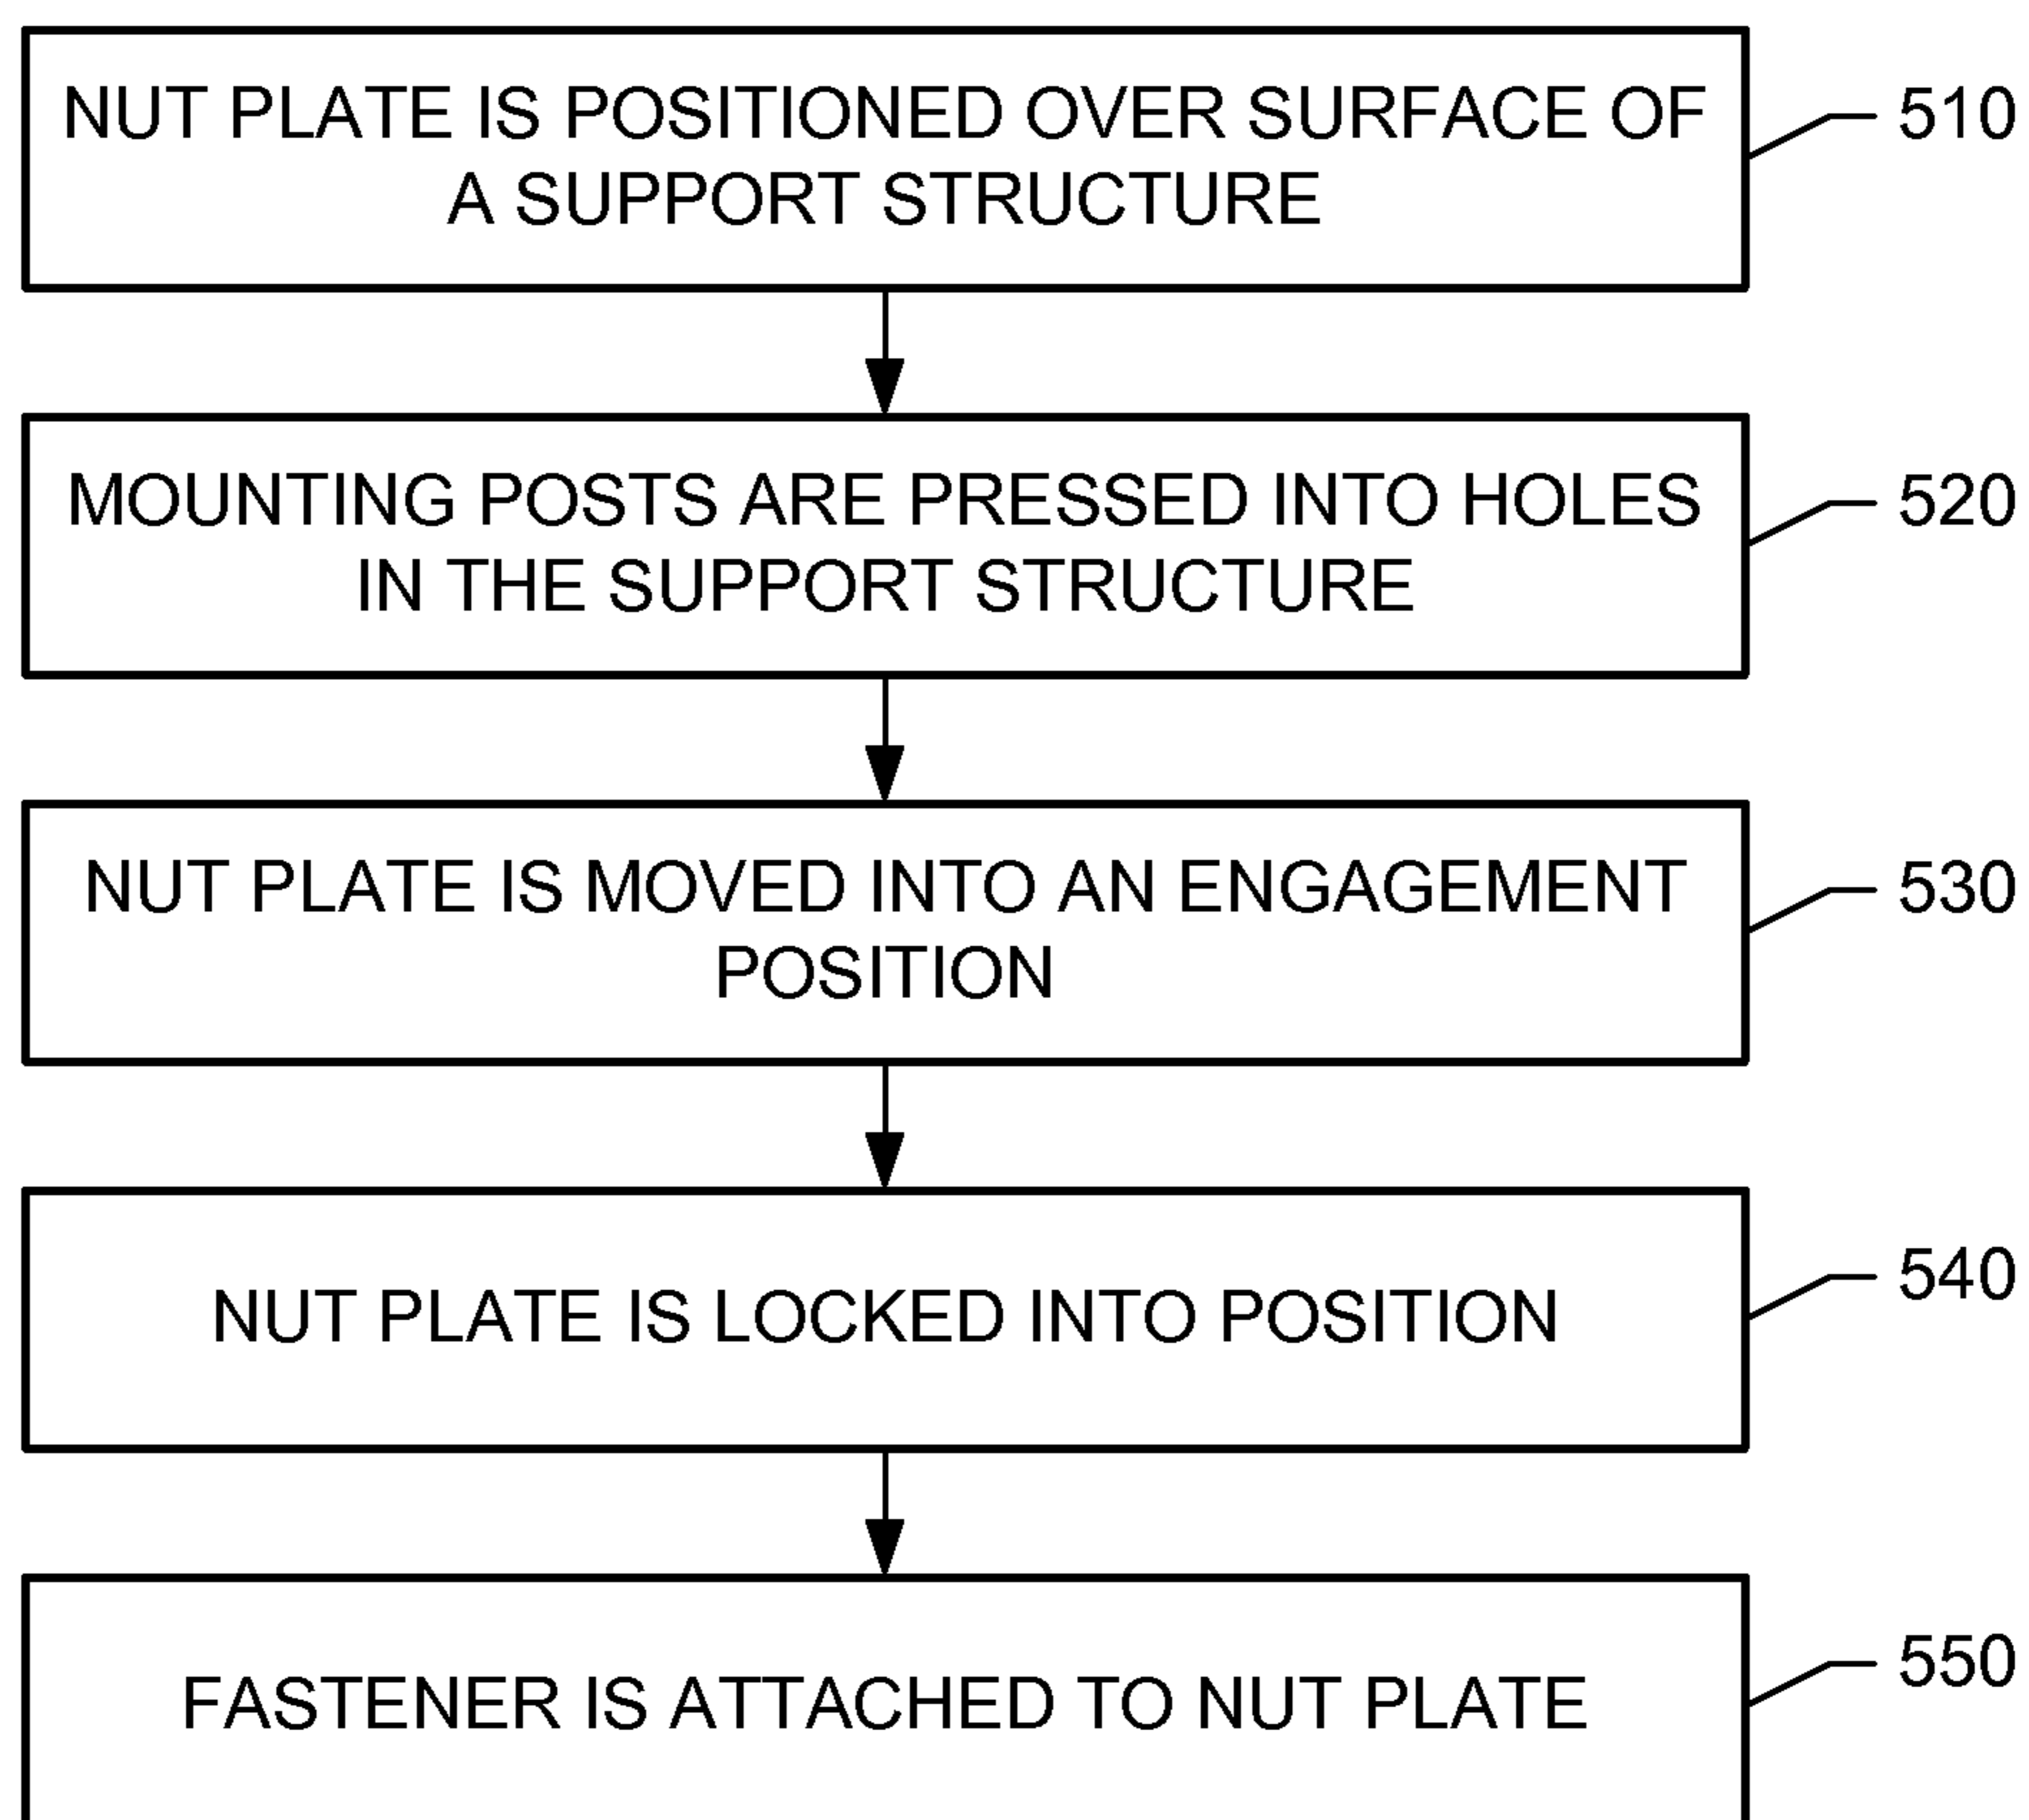 NUT PLATE IS POSITIONED OVER SURFACE OF
A SUPPORT STRUCTURE
510
MOUNTING POSTS ARE PRESSED INTO HOLES
IN THE SUPPORT STRUCTURE
520
NUT PLATE IS MOVED INTO AN ENGAGEMENT
POSITION
530
NUT PLATE IS LOCKED INTO POSITION
540
FASTENER IS ATTACHED TO NUT PLATE
550